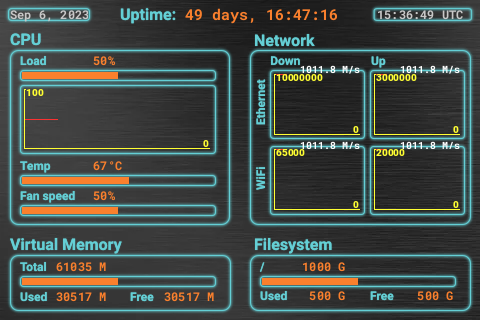 Sep 6, 2023 Uptime: 49 days, 16:47:16 15:36:49 UTC
CPU
Load 50%
100
0
Temp 67°C
Fan speed 50%
Network
Down Up
Ethernet
1011.8 M/s 1011.8 M/s
10000000 3000000
0 0
WiFi
1011.8 M/s 1011.8 M/s
65000 20000
0 0
Virtual Memory
Total 61035 M
Used 30517 M Free 30517 M
Filesystem
/ 1000 G
Used 500 G Free 500 G